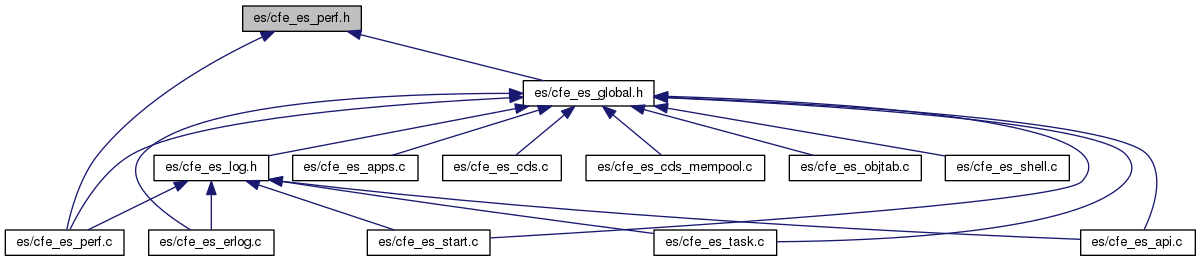 es/cfe_es_perf.h
es/cfe_es_global.h
es/cfe_es_log.h
es/cfe_es_apps.c
es/cfe_es_cds.c
es/cfe_es_cds_mempool.c
es/cfe_es_objtab.c
es/cfe_es_shell.c
es/cfe_es_perf.c
es/cfe_es_erlog.c
es/cfe_es_start.c
es/cfe_es_task.c
es/cfe_es_api.c